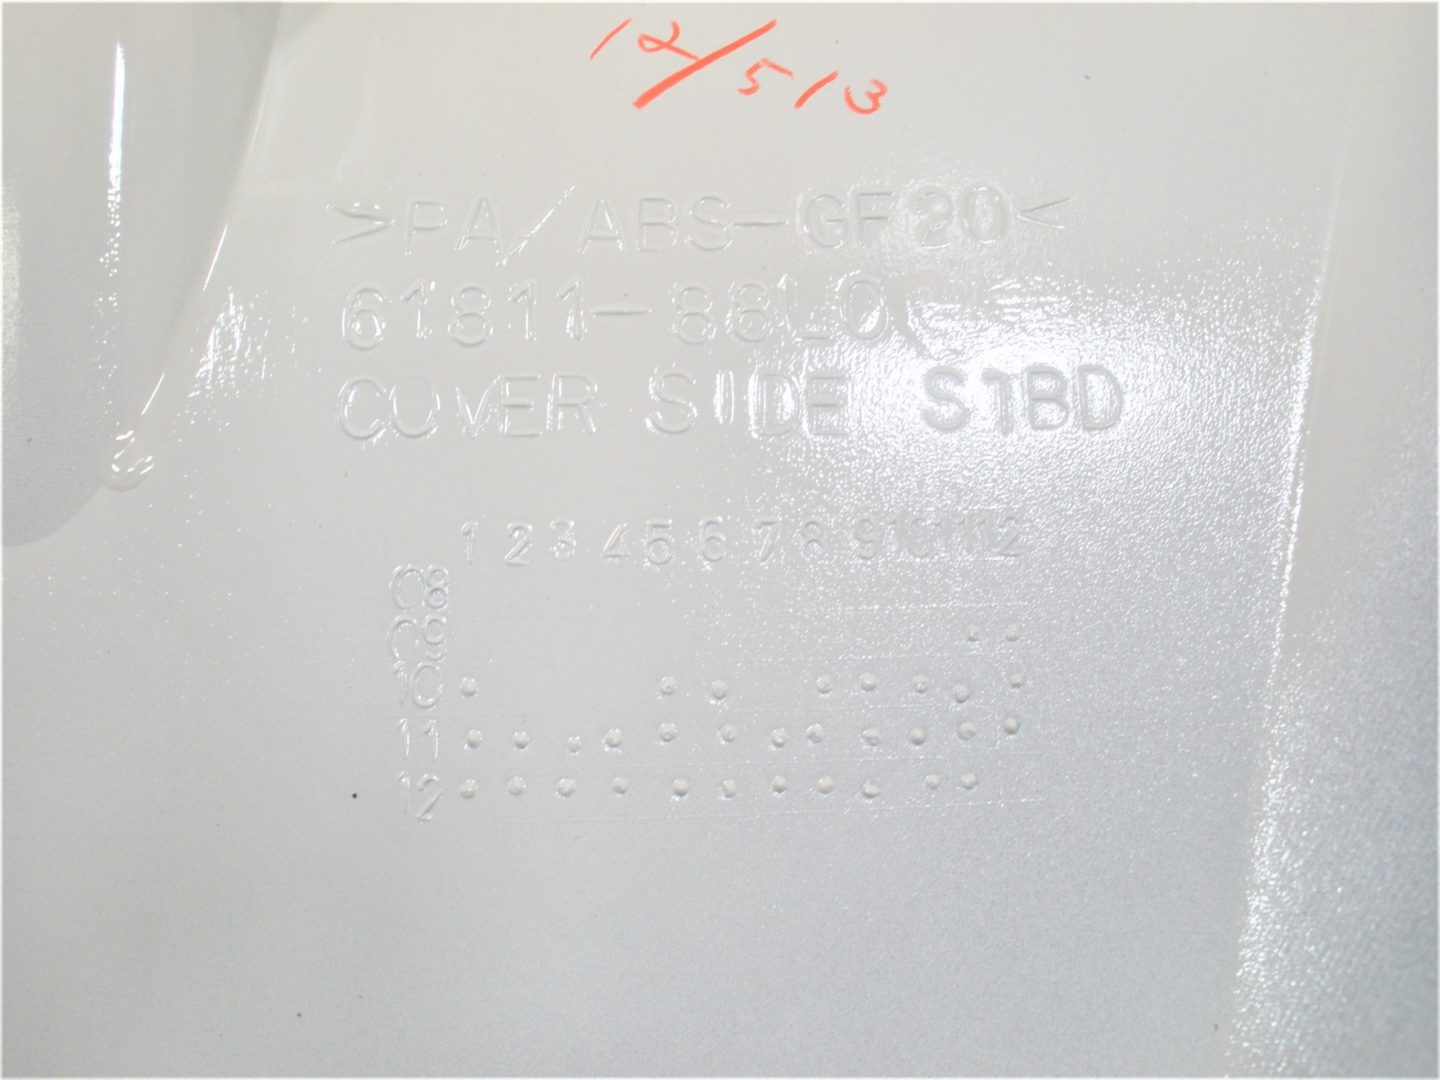 12/513
>PA/ABS-GF20<
61811-88L0
COVER SIDE STBD
1 2 3 4 5 6 7 8 9 10 11 12
08
09
10
11
12